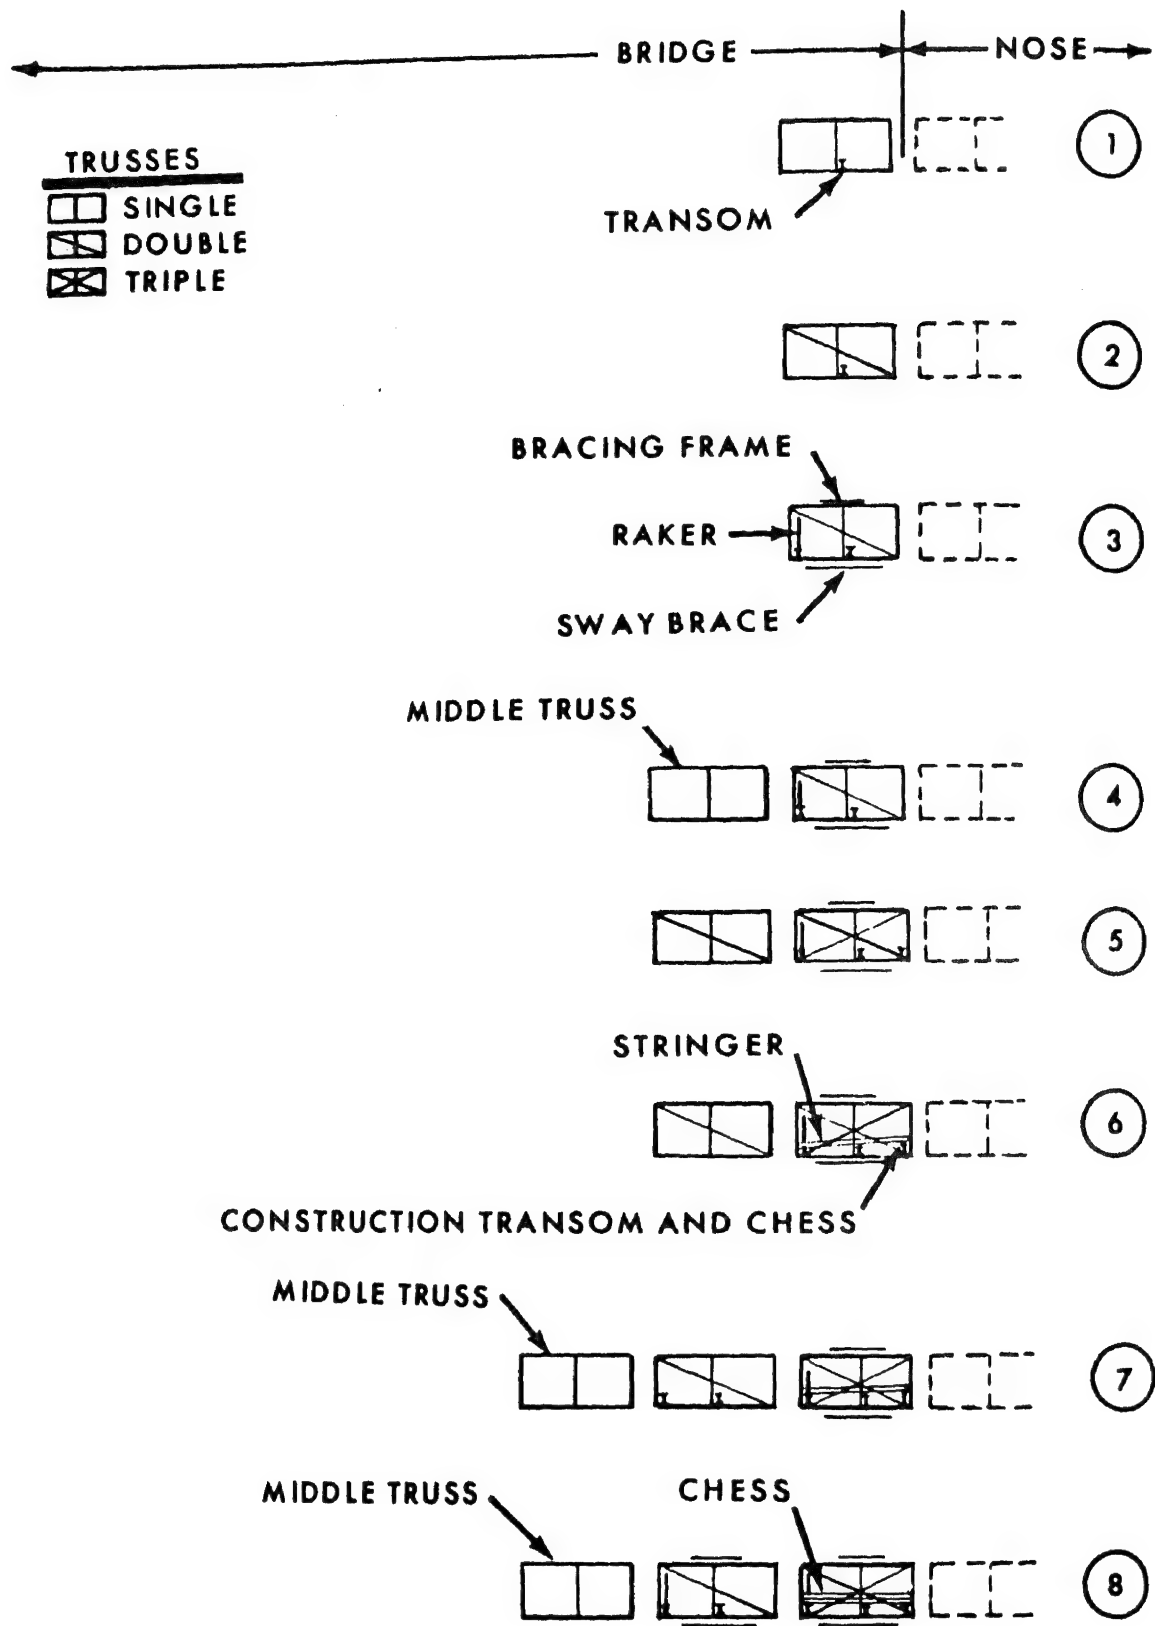 BRIDGE NOSE
1
TRUSSES
SINGLE
DOUBLE
TRIPLE
TRANSOM
2
BRACING FRAME
RAKER
3
SWAY BRACE
MIDDLE TRUSS
4
5
STRINGER
6
CONSTRUCTION TRANSOM AND CHESS
MIDDLE TRUSS
7
MIDDLE TRUSS CHESS
8